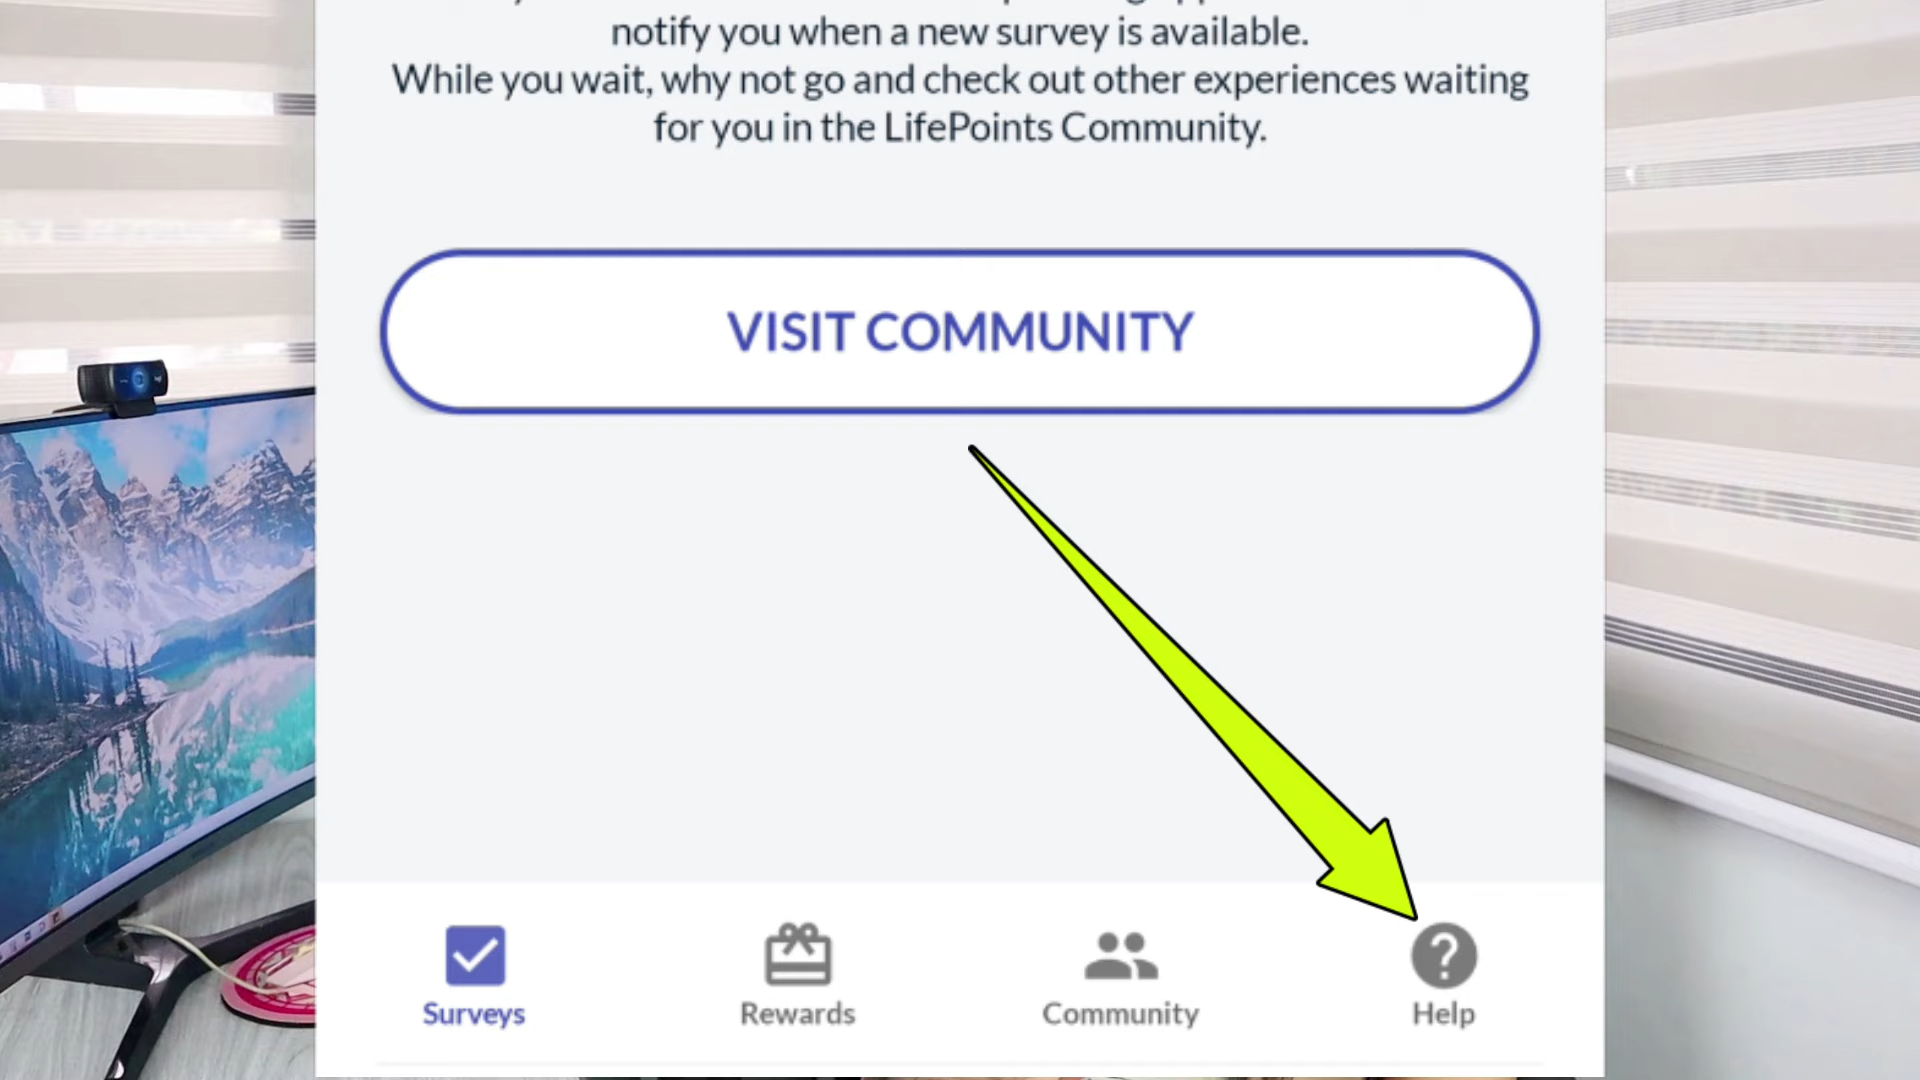 notify you when a new survey is available.
While you wait, why not go and check out other experiences waiting
for you in the LifePoints Community.
VISIT COMMUNITY
Surveys
Rewards
Community
Help